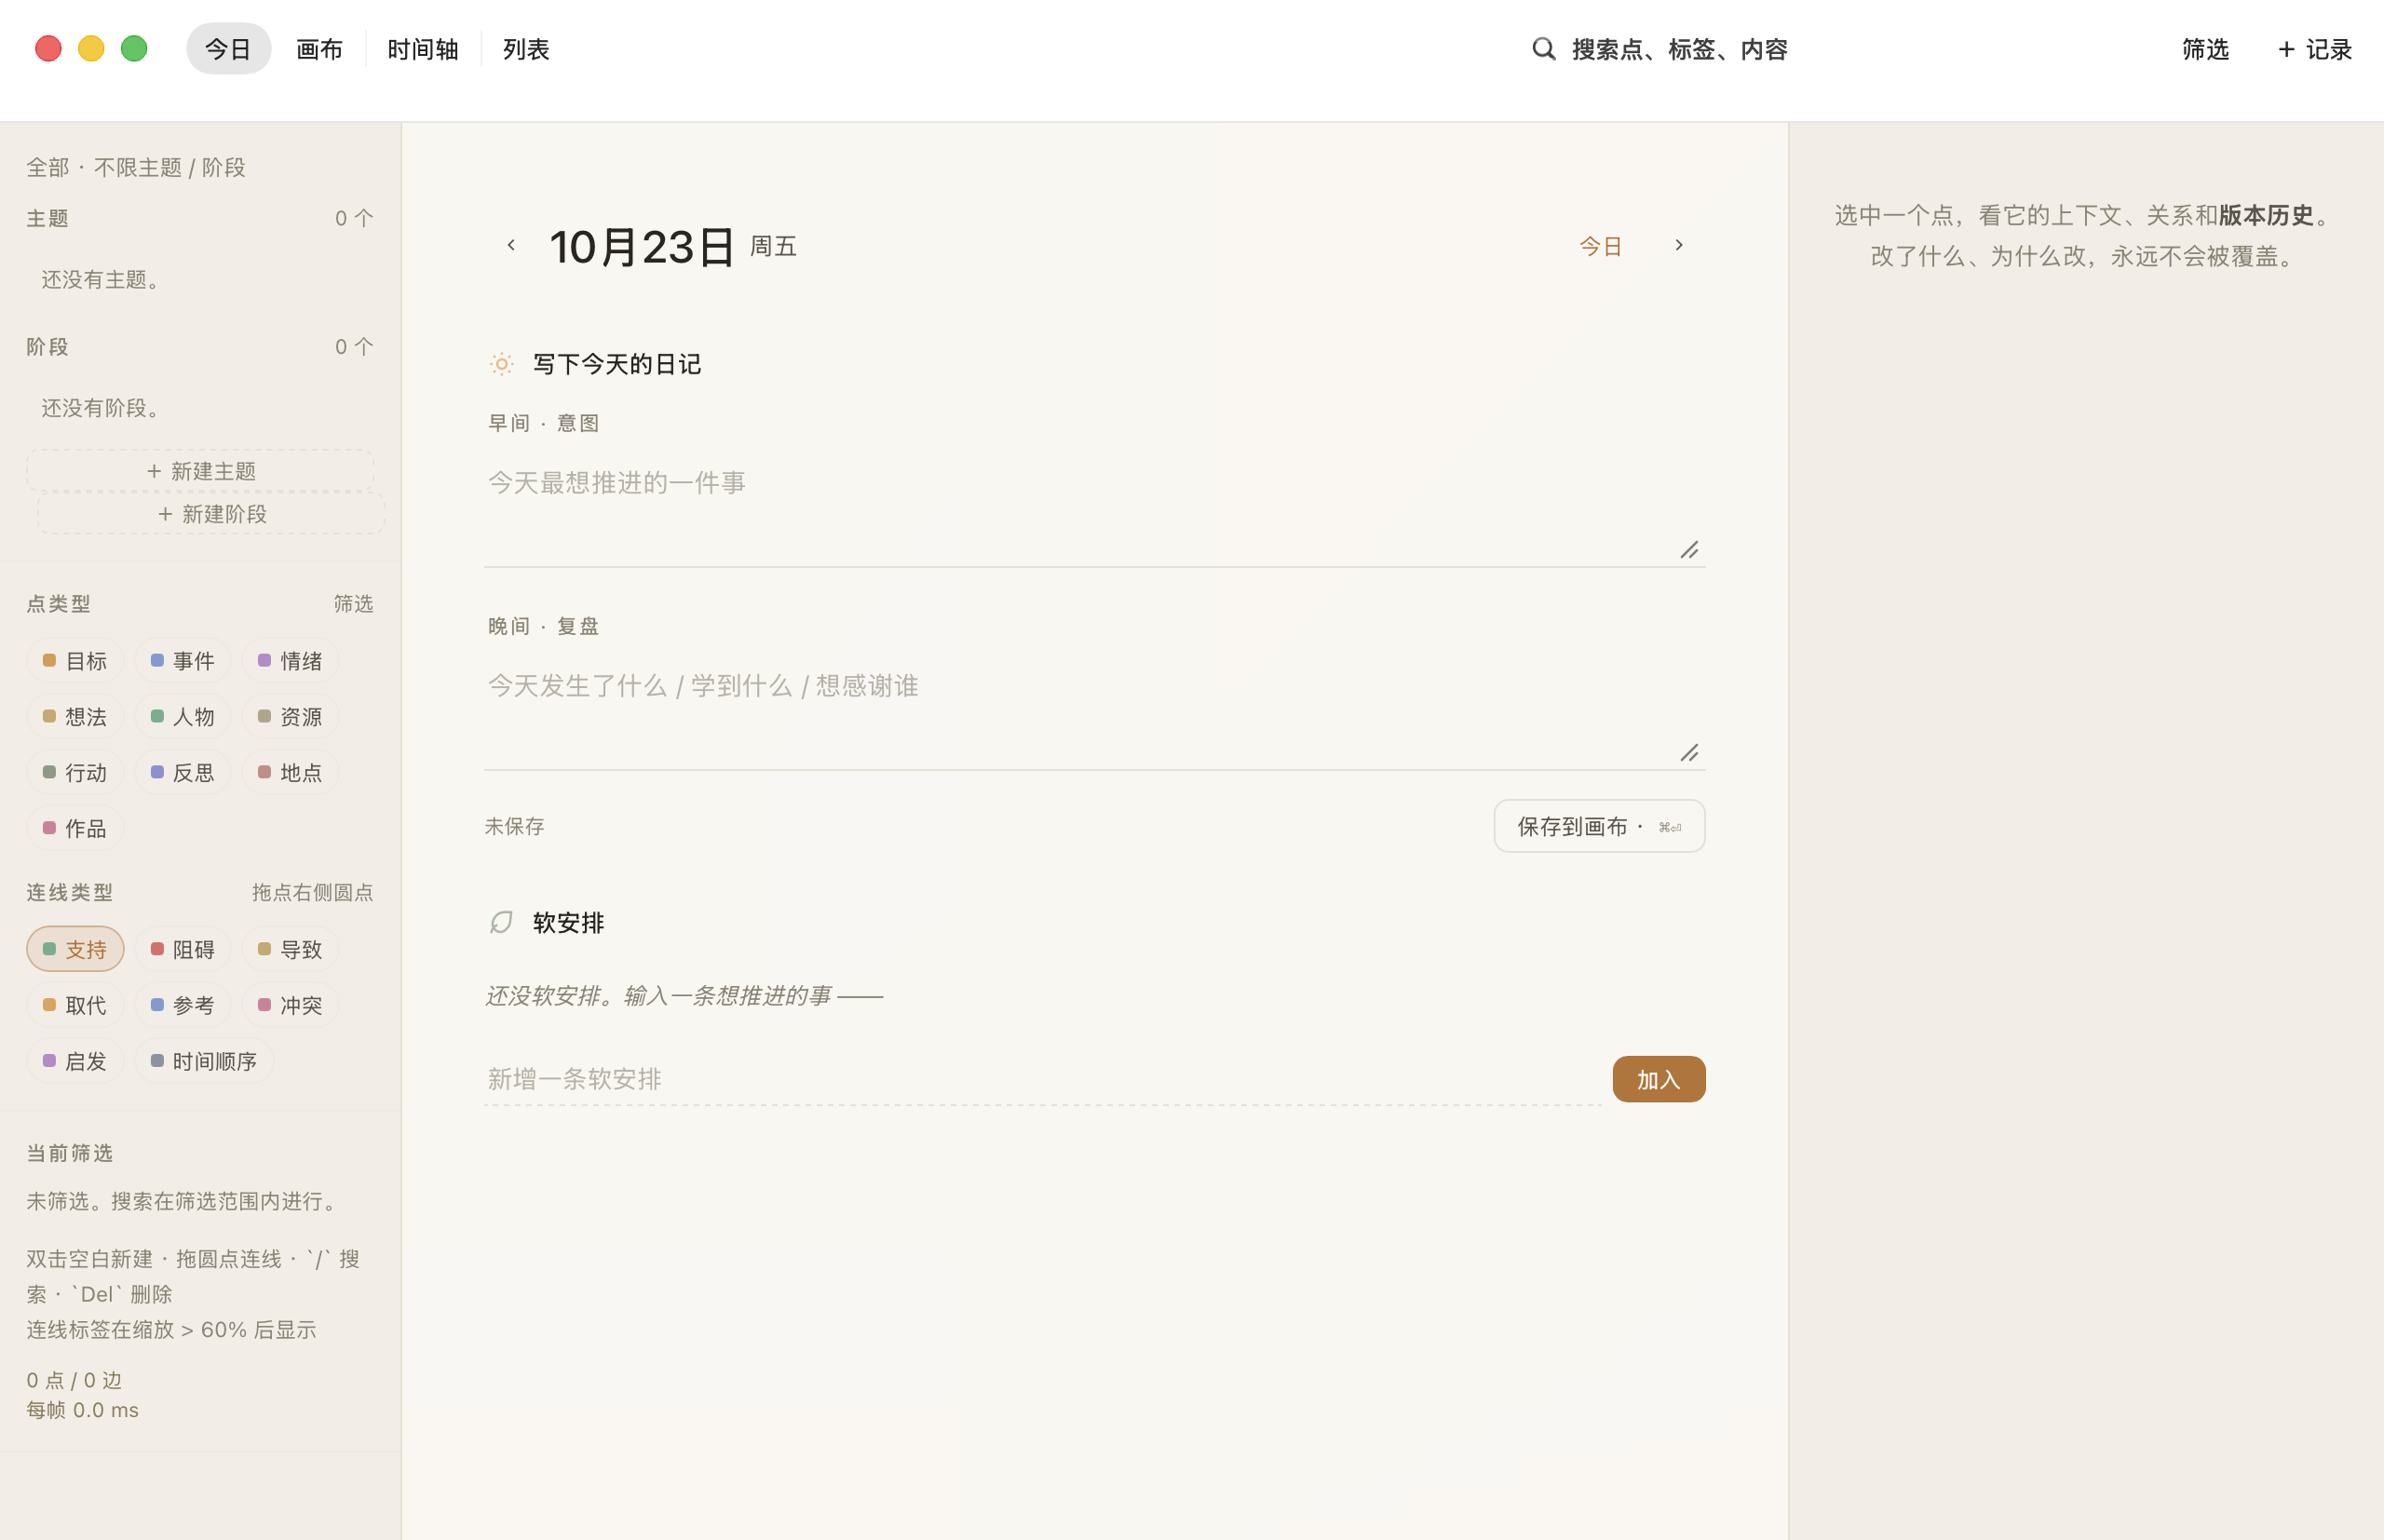 今日 画布 时间轴 列表 搜索点、标签、内容 筛选 + 记录
全部 · 不限主题 / 阶段
主题 0 个
还没有主题。
阶段 0 个
还没有阶段。
+ 新建主题
+ 新建阶段
点类型 筛选
目标 事件 情绪
想法 人物 资源
行动 反思 地点
作品
连线类型 拖点右侧圆点
支持 阻碍 导致
取代 参考 冲突
启发 时间顺序
当前筛选
未筛选。搜索在筛选范围内进行。
双击空白新建 · 拖圆点连线 · `/` 搜
索 · `Del` 删除
连线标签在缩放 > 60% 后显示
0 点 / 0 边
每帧 0.0 ms
‹ 10月23日 周五 今日 ›
写下今天的日记
早间 · 意图
今天最想推进的一件事
晚间 · 复盘
今天发生了什么 / 学到什么 / 想感谢谁
未保存 保存到画布 · ⌘⏎
软安排
还没软安排。输入一条想推进的事 ——
新增一条软安排 加入
选中一个点，看它的上下文、关系和版本历史。
改了什么、为什么改，永远不会被覆盖。